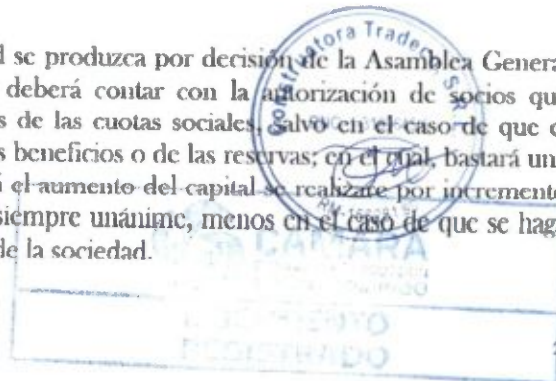 l se produzca por decisión de la Asamblea Genera
deberá contar con la autorización de socios qu
s de las cuotas sociales, salvo en el caso de que
s beneficios o de las reservas; en el cual, bastará un
el aumento del capital se realizare por incremento
siempre unánime, menos en el caso de que se hag
de la sociedad.
CAMARA